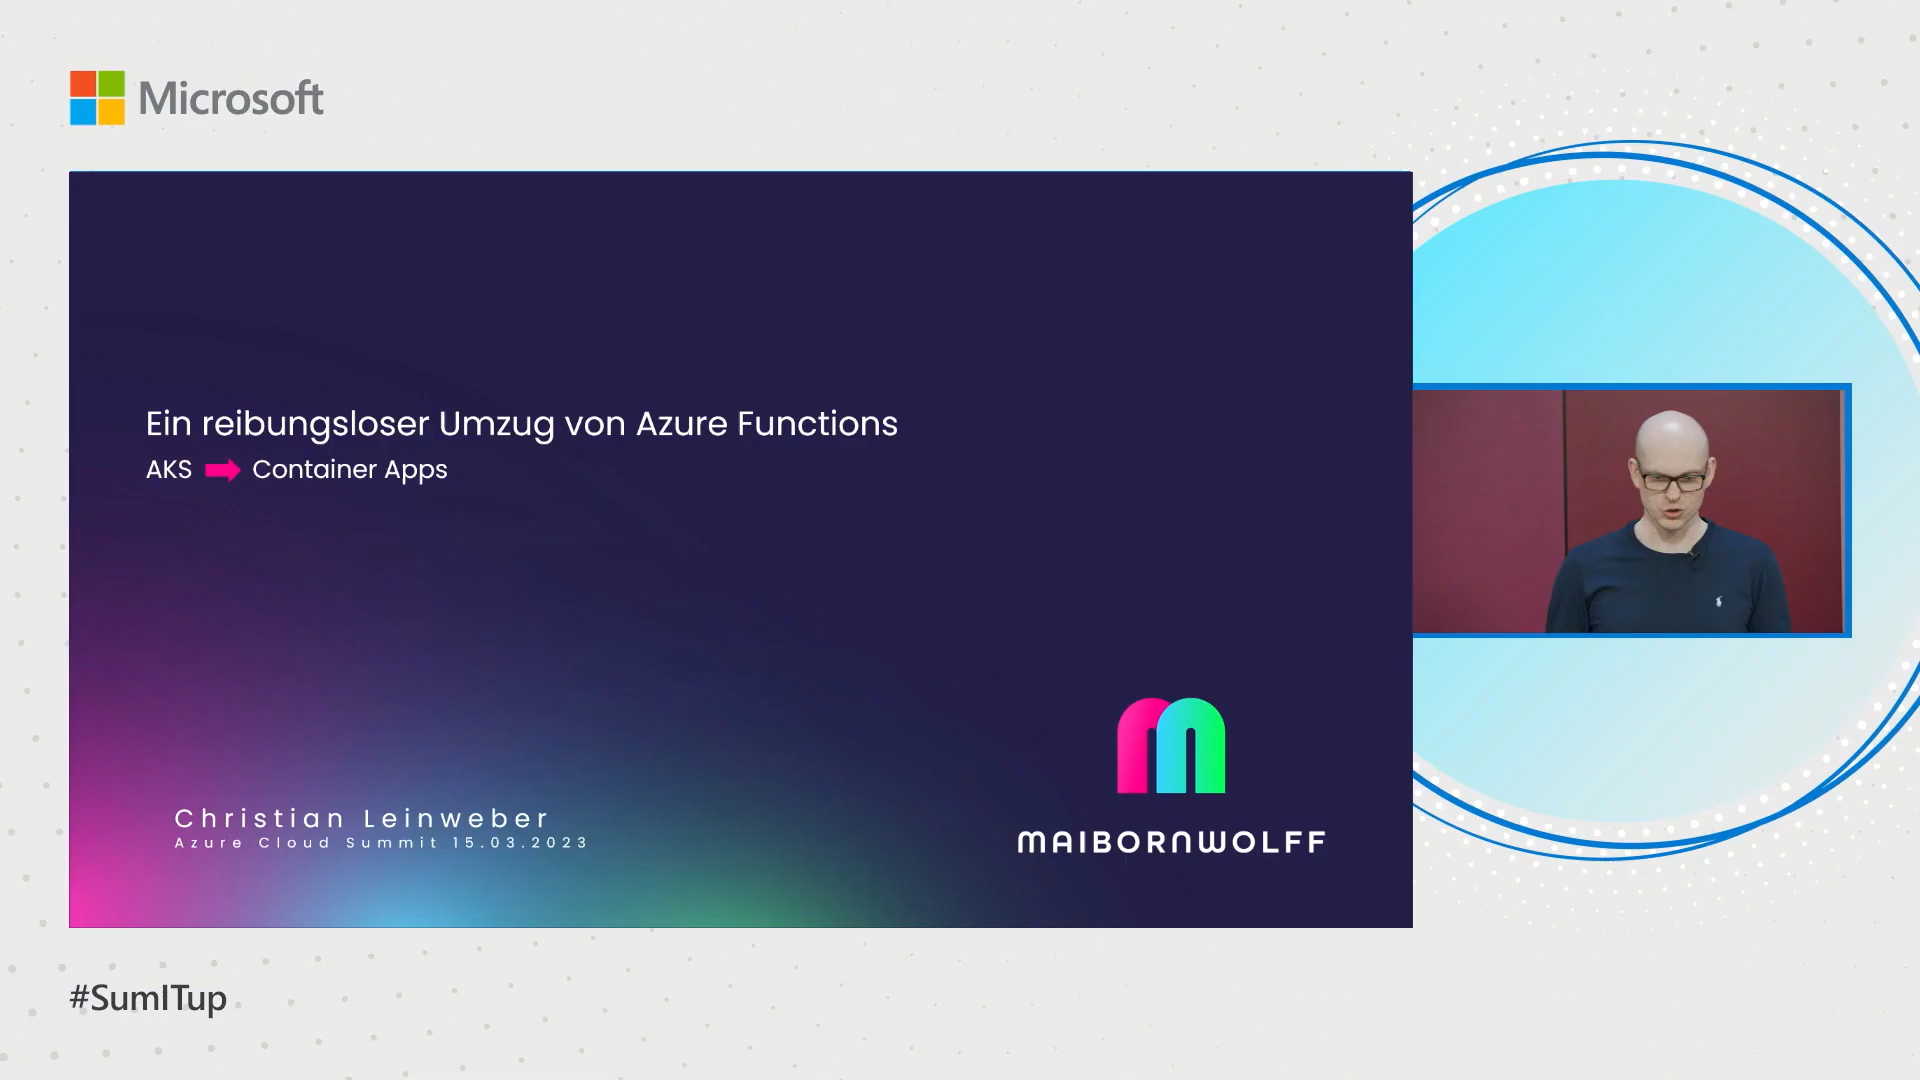 Microsoft
Ein reibungsloser Umzug von Azure Functions
AKS Container Apps
Christian Leinweber
Azure Cloud Summit 15.03.2023
MAIBORNWOLFF
#SumITup